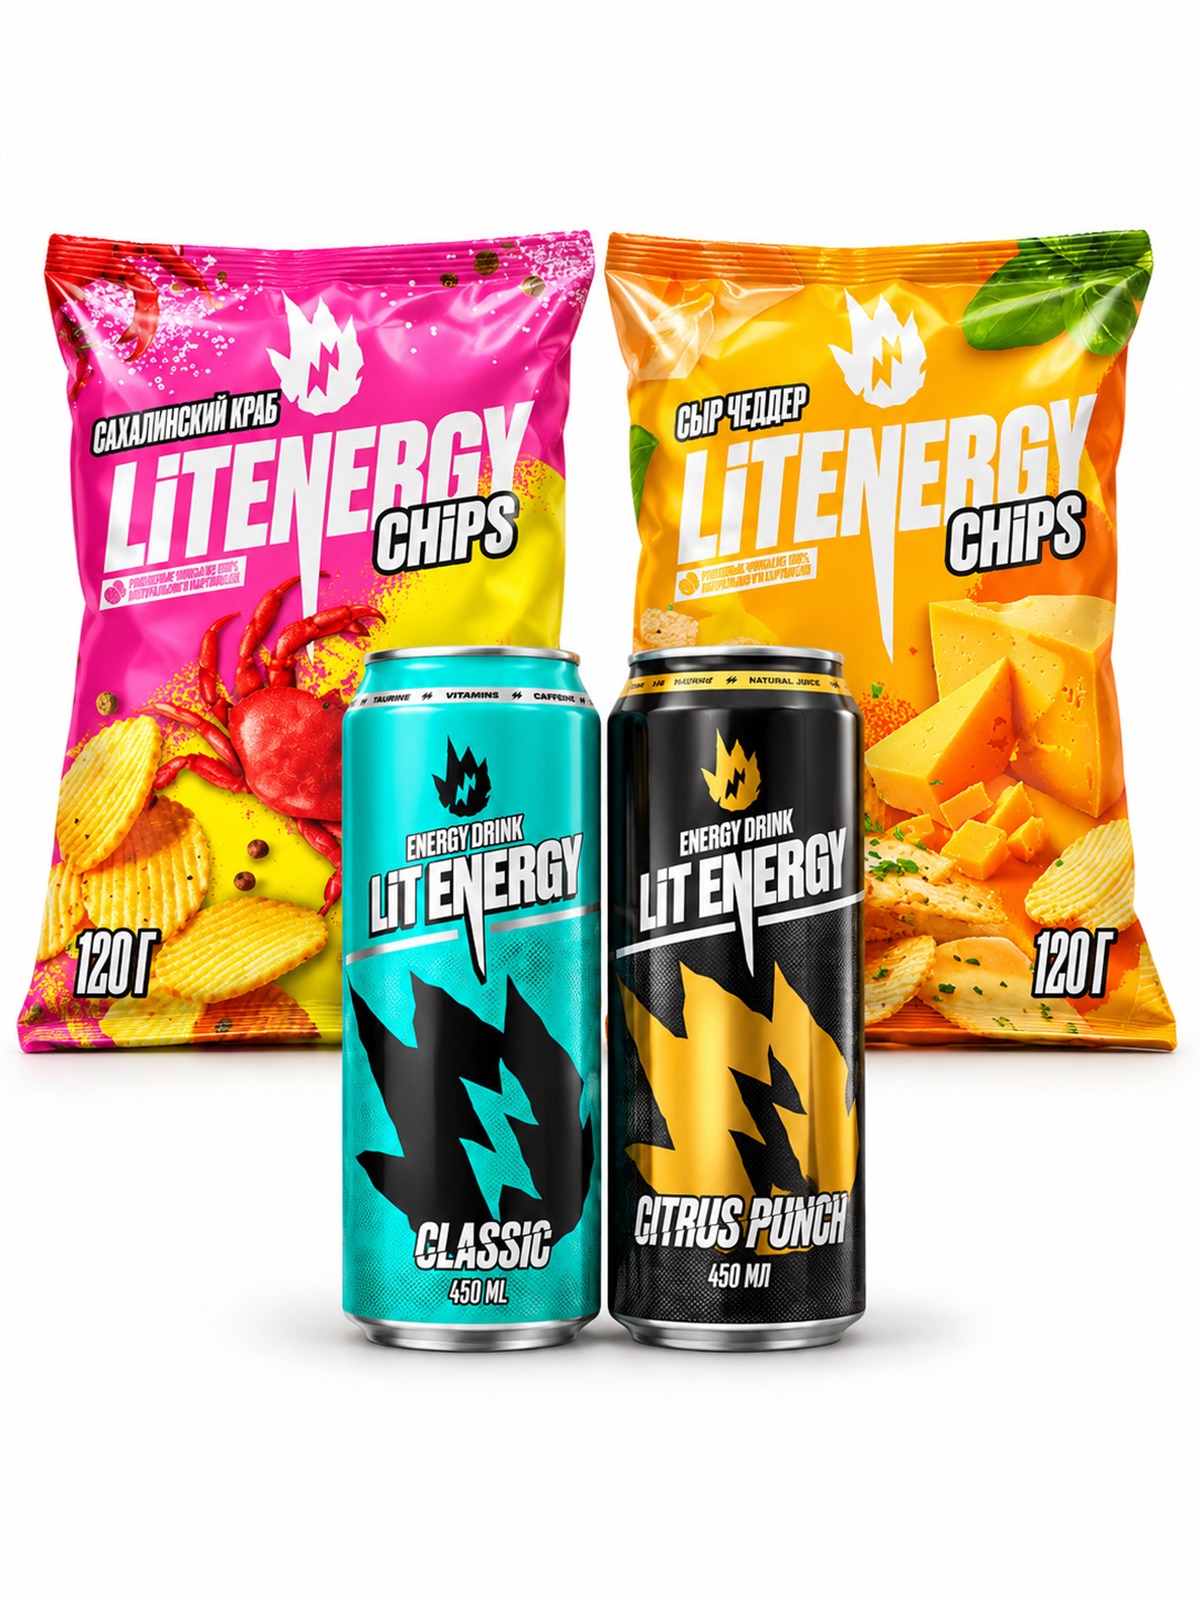 САХАЛИНСКИЙ КРАБ
LiTENERGY
CHiPS
120 Г
СЫР ЧЕДДЕР
LiTENERGY
CHiPS
120 Г
TAURINE VITAMINS CAFFEINE
ENERGY DRINK
LiT ENERGY
CLASSIC
450 ML
NATURAL JUICE
ENERGY DRINK
LiT ENERGY
CITRUS PUNCH
450 МЛ